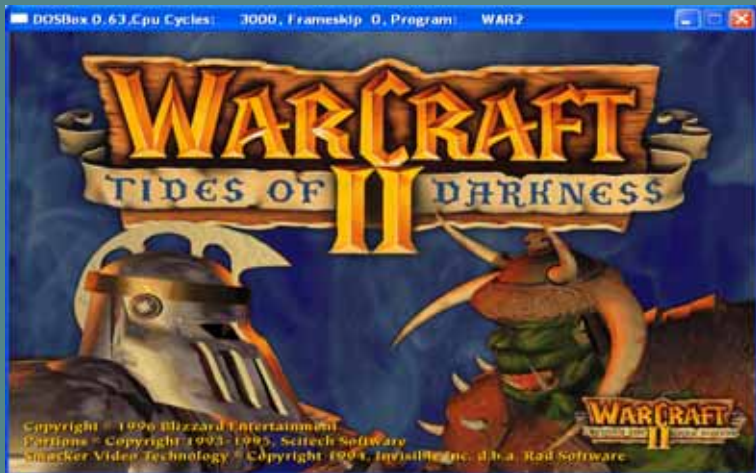 DOSBox 0.63,Cpu Cycles: 3000, Frameskip 0, Program: WAR2
WARCRAFT
TIDES OF II DARKNESS
WARCRAFT
II
Copyright © 1996 Blizzard Entertainment
Portions © Copyright 1993-1995, Scitech Software
Smacker Video Technology © Copyright 1994, Invisible Inc. d.b.a. Rad Software